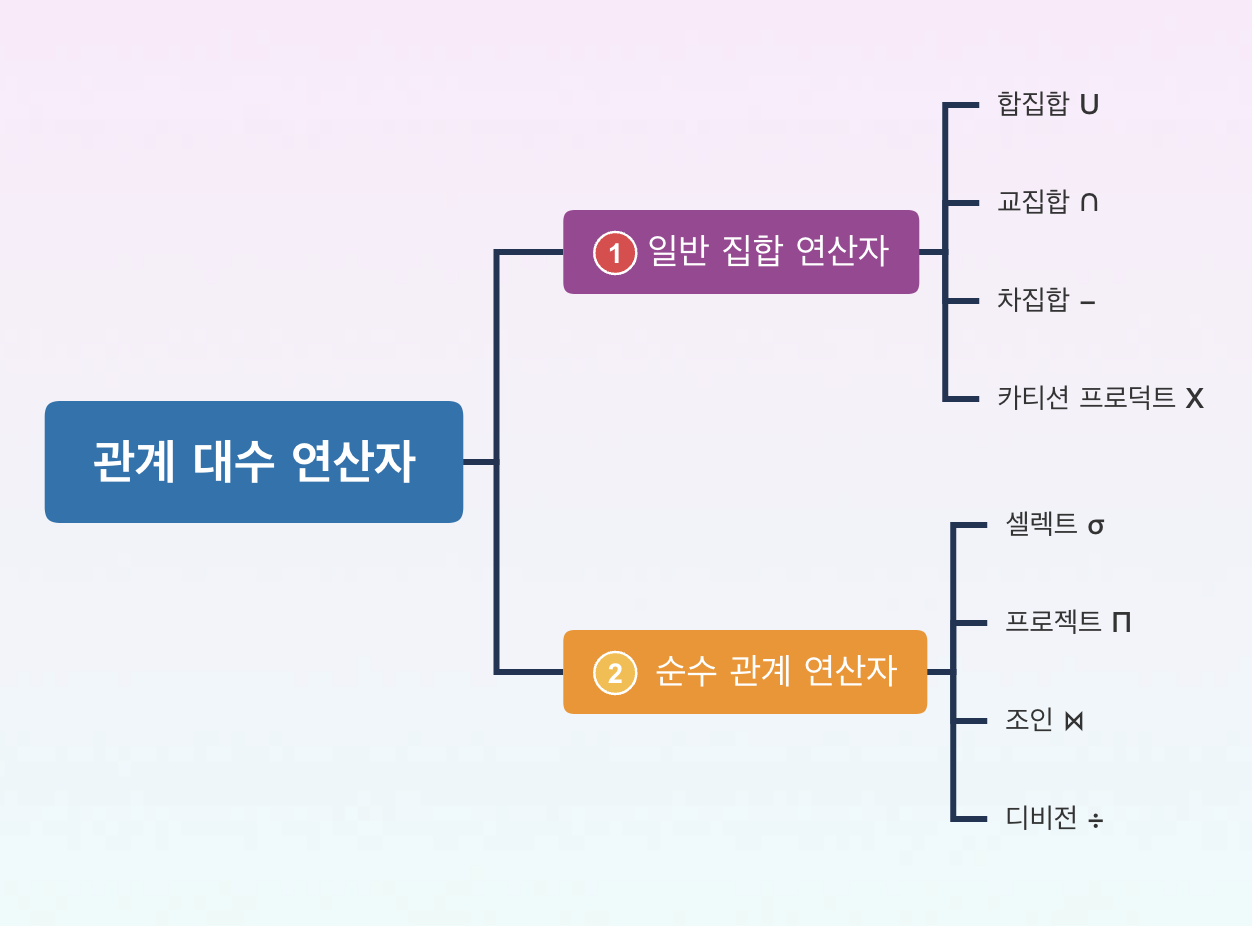 관계 대수 연산자
1 일반 집합 연산자
합집합 ∪
교집합 ∩
차집합 –
카티션 프로덕트 X
2 순수 관계 연산자
셀렉트 σ
프로젝트 Π
조인 ⋈
디비전 ÷